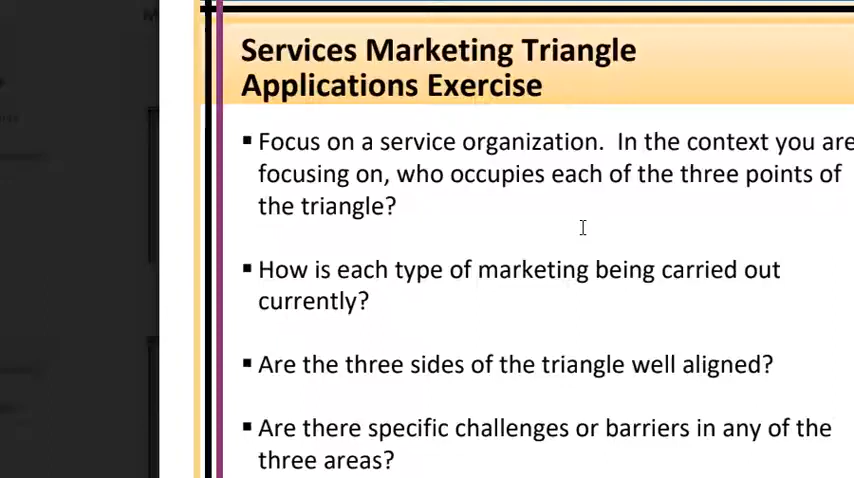 Services Marketing Triangle
Applications Exercise
▪ Focus on a service organization. In the context you are
focusing on, who occupies each of the three points of
the triangle?
▪ How is each type of marketing being carried out
currently?
▪ Are the three sides of the triangle well aligned?
▪ Are there specific challenges or barriers in any of the
three areas?